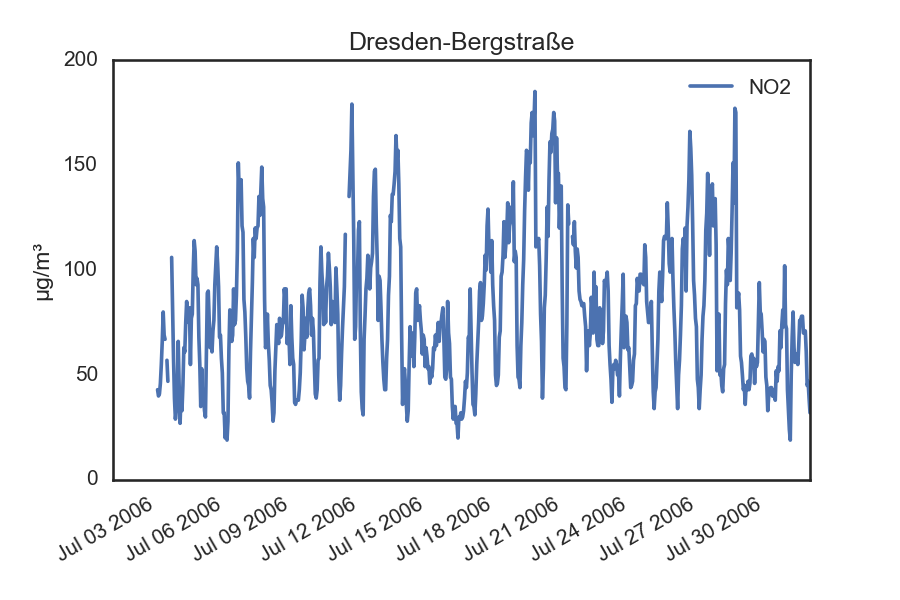 Dresden-Bergstraße
NO2
µg/m³
200
150
100
50
0
Jul 03 2006
Jul 06 2006
Jul 09 2006
Jul 12 2006
Jul 15 2006
Jul 18 2006
Jul 21 2006
Jul 24 2006
Jul 27 2006
Jul 30 2006